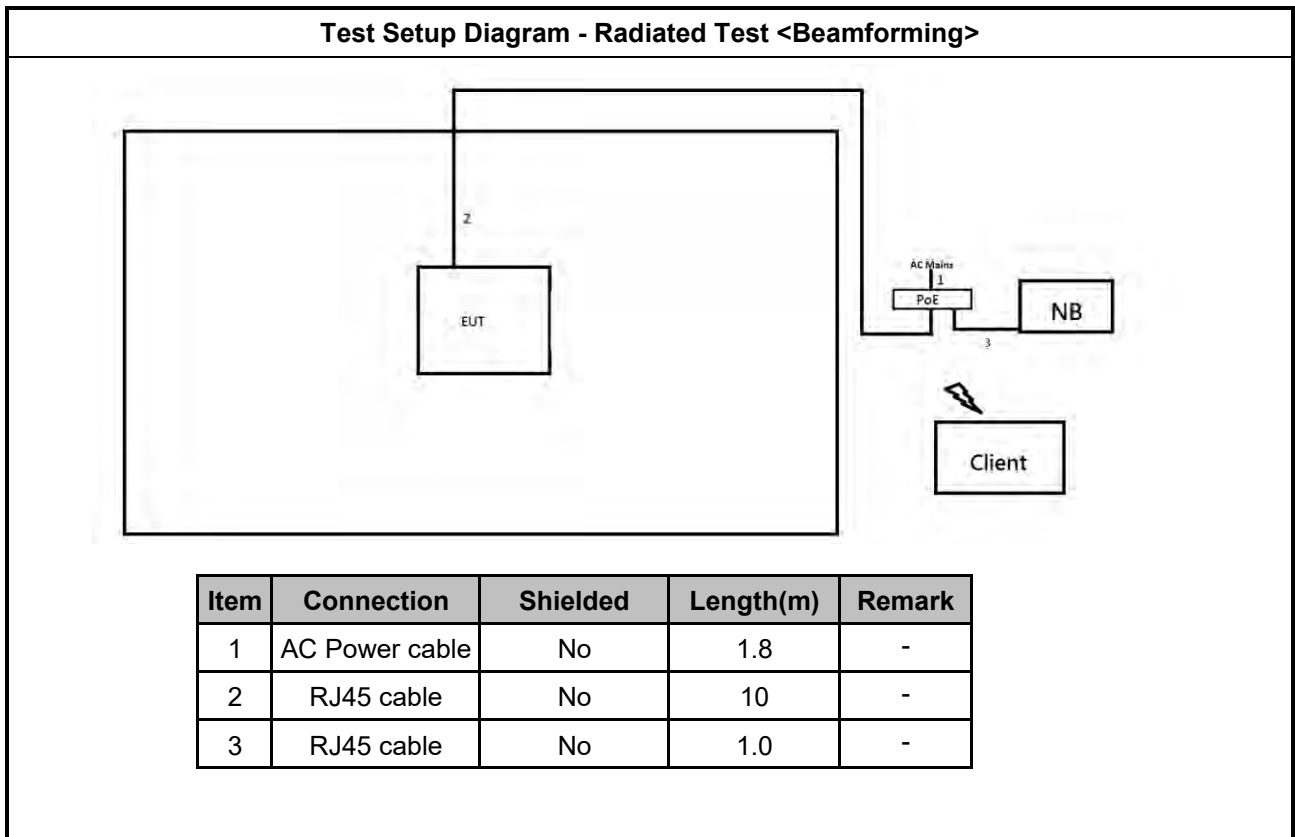 Test Setup Diagram - Radiated Test <Beamforming>
2
EUT
AC Mains
1
PoE
NB
3
Client
Item Connection Shielded Length(m) Remark
1 AC Power cable No 1.8 -
2 RJ45 cable No 10 -
3 RJ45 cable No 1.0 -